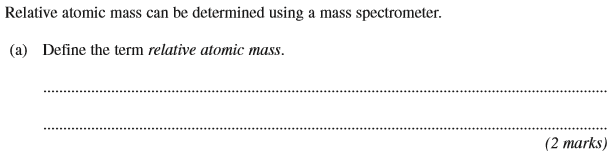 Relative atomic mass can be determined using a mass spectrometer.
(a) Define the term relative atomic mass.
(2 marks)